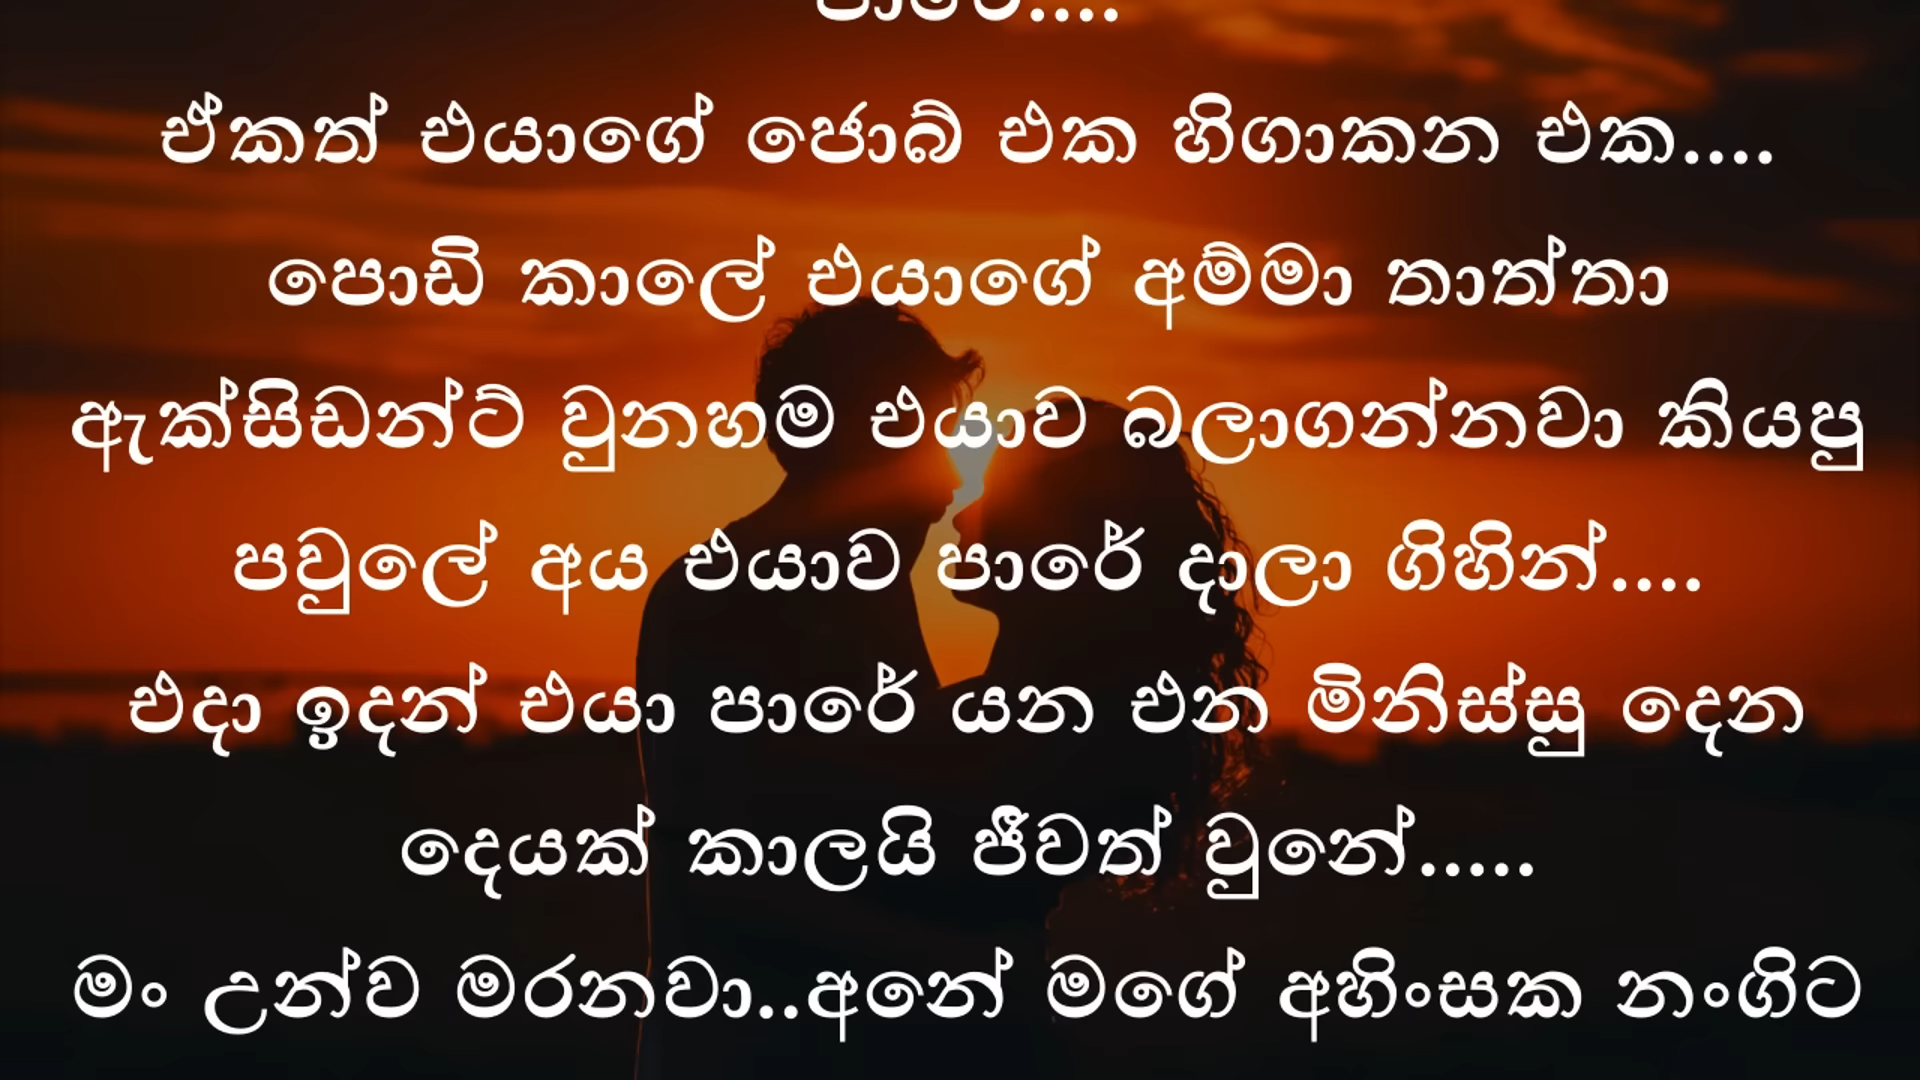 පාරේ....
ඒකත් එයාගේ ජොබ් එක හිගාකන එක....
පොඩි කාලේ එයාගේ අම්මා තාත්තා
ඇක්සිඩන්ට් වුනහම එයාව බලාගන්නවා කියපු
පවුලේ අය එයාව පාරේ දාලා ගිහින්....
එදා ඉදන් එයා පාරේ යන එන මිනිස්සු දෙන
දෙයක් කාලයි ජීවත් වුනේ.....
මං උන්ව මරනවා..අනේ මගේ අහිංසක නංගිට